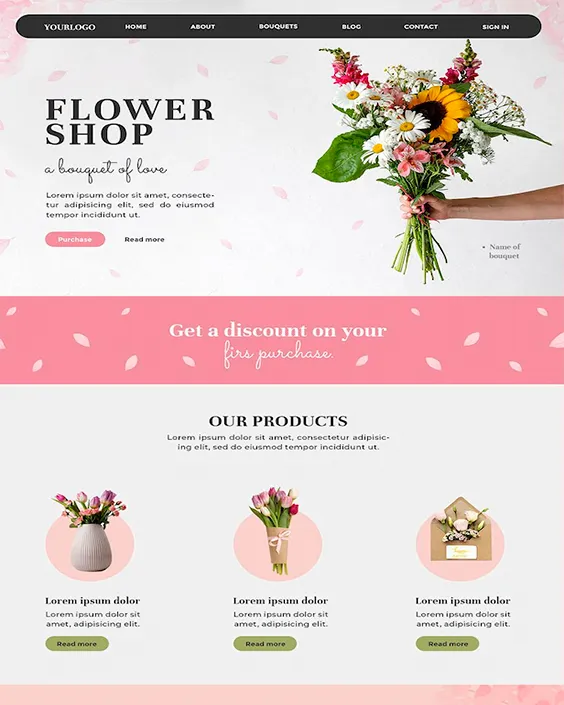 YOURLOGO HOME ABOUT BOUQUETS BLOG CONTACT SIGN IN
FLOWER
SHOP
a bouquet of love
Lorem ipsum dolor sit amet, consecte-
tur adipisicing elit, sed do eiusmod
tempor incididunt ut.
Purchase Read more
• Name of
bouquet
Get a discount on your
firs purchase.
OUR PRODUCTS
Lorem ipsum dolor sit amet, consectetur adipisic-
ing elit, sed do eiusmod tempor incididunt ut.
Lorem ipsum dolor
Lorem ipsum dolor sit
amet, adipisicing elit.
Read more
Lorem ipsum dolor
Lorem ipsum dolor sit
amet, adipisicing elit.
Read more
Lorem ipsum dolor
Lorem ipsum dolor sit
amet, adipisicing elit.
Read more